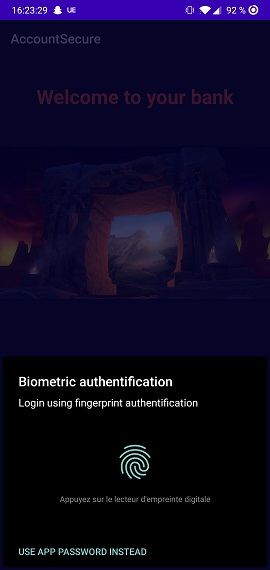 16:23:29 UE 92 %
AccountSecure
Welcome to your bank
Biometric authentification
Login using fingerprint authentification
Appuyez sur le lecteur d'empreinte digitale
USE APP PASSWORD INSTEAD